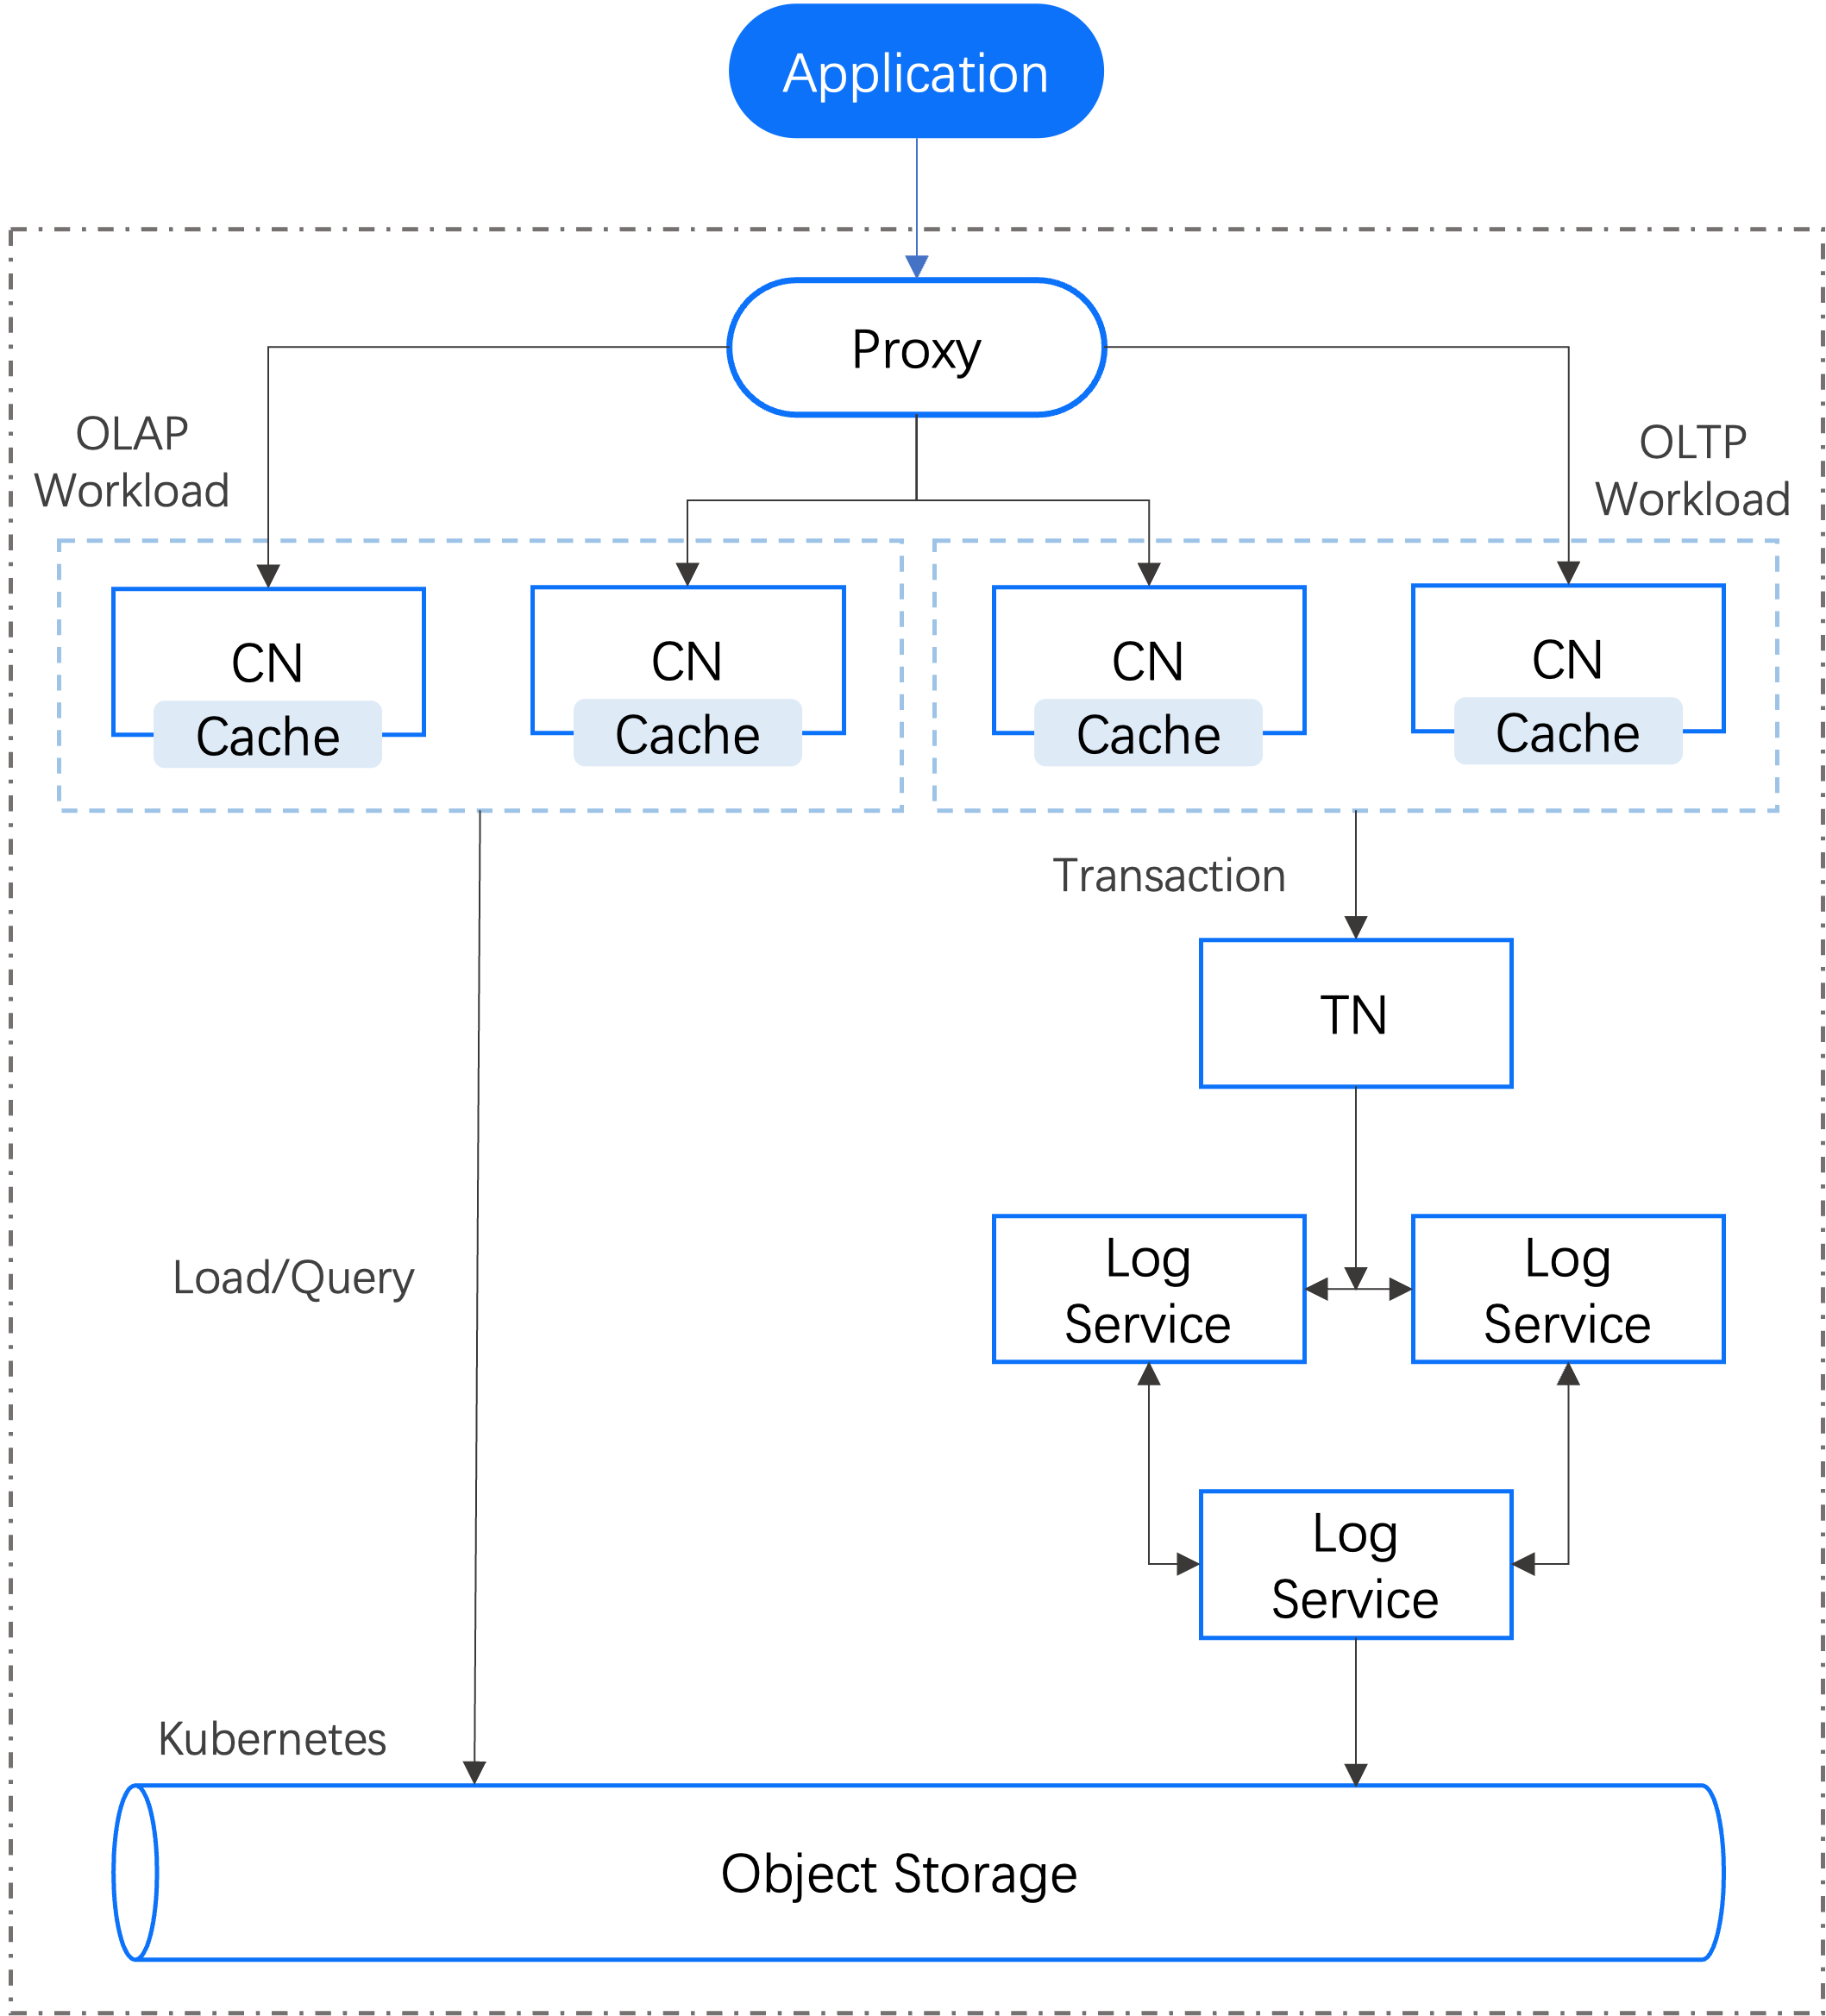 Application
Proxy
OLAP
Workload
OLTP
Workload
CN
Cache
CN
Cache
CN
Cache
CN
Cache
Transaction
TN
Load/Query
Log
Service
Log
Service
Log
Service
Kubernetes
Object Storage